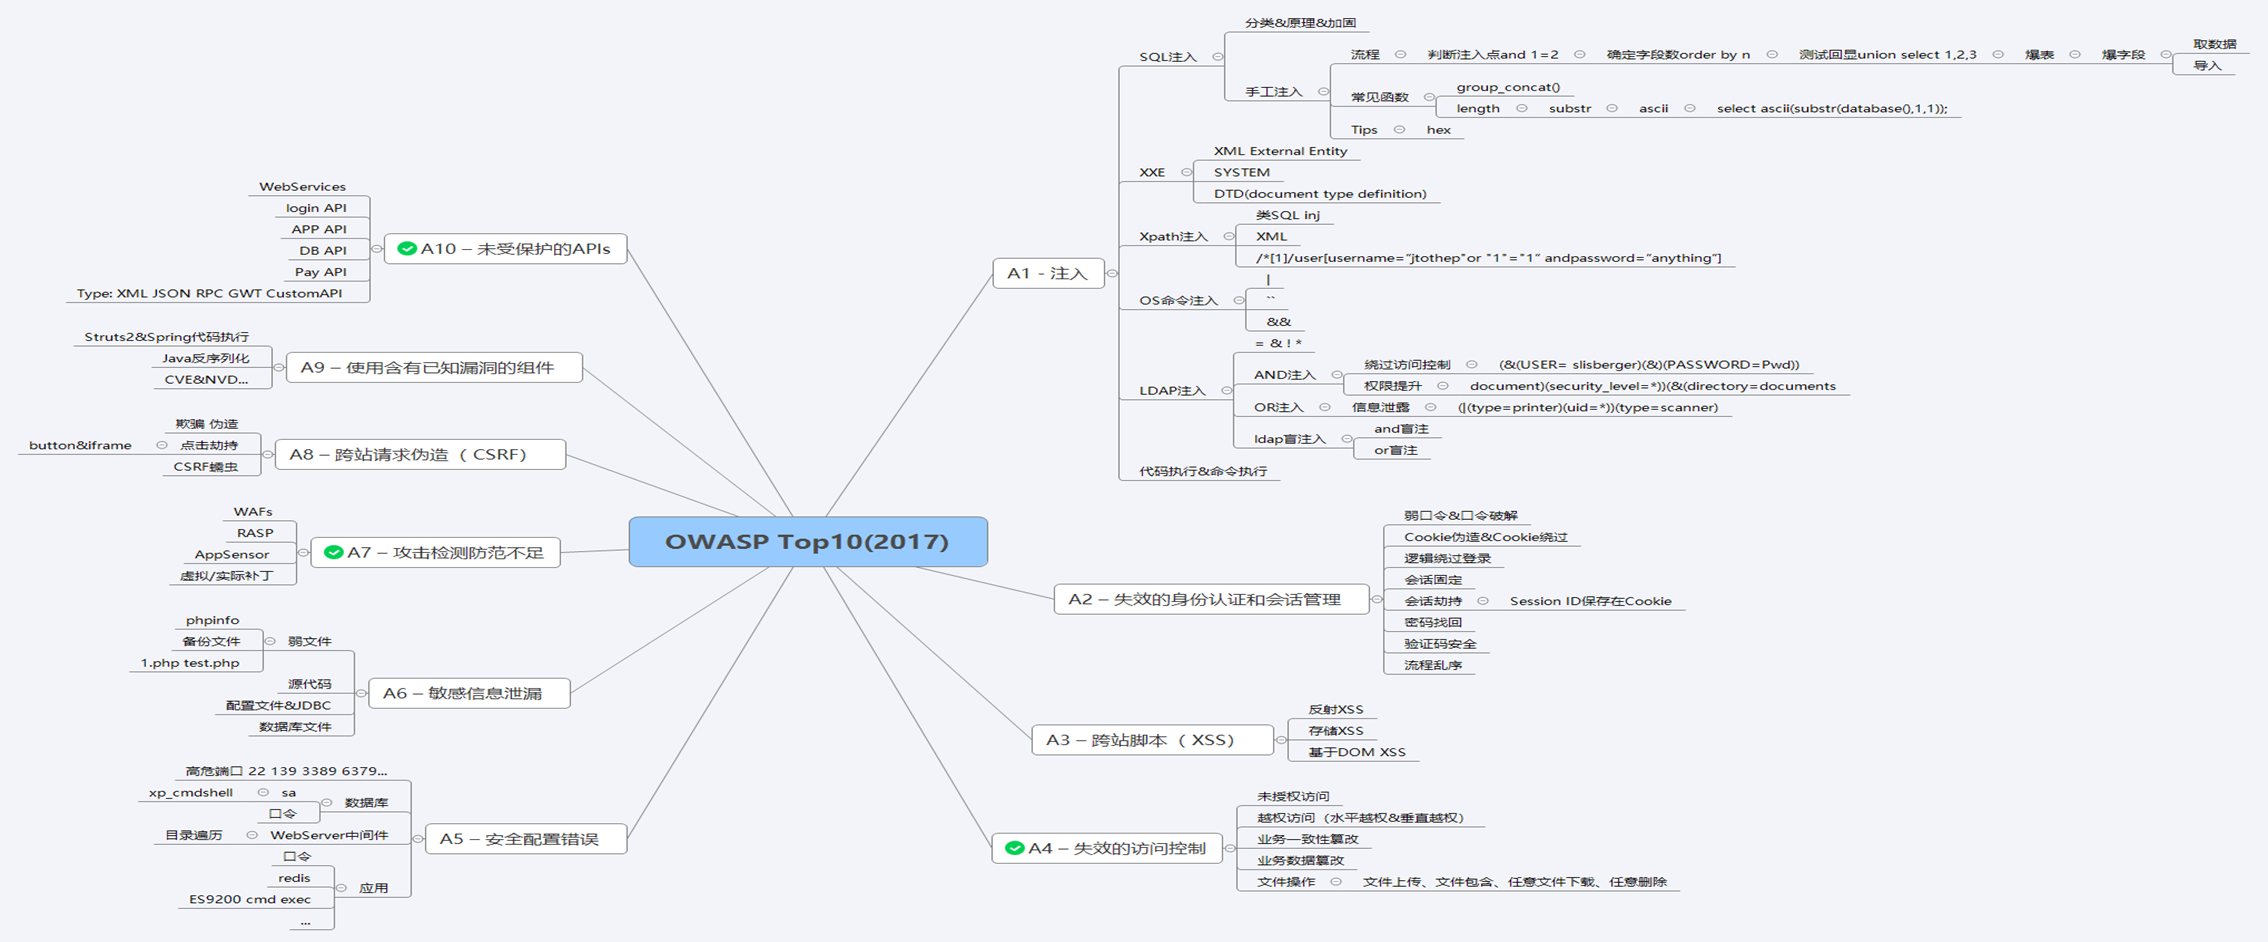 OWASP Top10(2017)
A1 - 注入
SQL注入
分类&原理&加固
手工注入
流程
判断注入点and 1=2
确定字段数order by n
测试回显union select 1,2,3
爆表
爆字段
取数据
导入
常见函数
group_concat()
length
substr
ascii
select ascii(substr(database(),1,1));
Tips
hex
XXE
XML External Entity
SYSTEM
DTD(document type definition)
Xpath注入
类SQL inj
XML
/*[1]/user[username="jtothep"or "1"="1" andpassword="anything"]
OS命令注入
|
``
&&
LDAP注入
= & ! *
AND注入
绕过访问控制
(&(USER= slisberger)(&)(PASSWORD=Pwd))
权限提升
document)(security_level=*))(&(directory=documents
OR注入
信息泄露
(|(type=printer)(uid=*))(type=scanner)
ldap盲注入
and盲注
or盲注
代码执行&命令执行
A2 – 失效的身份认证和会话管理
弱口令&口令破解
Cookie伪造&Cookie绕过
逻辑绕过登录
会话固定
会话劫持
Session ID保存在Cookie
密码找回
验证码安全
流程乱序
A3 – 跨站脚本（ XSS）
反射XSS
存储XSS
基于DOM XSS
A4 – 失效的访问控制
未授权访问
越权访问（水平越权&垂直越权）
业务一致性篡改
业务数据篡改
文件操作
文件上传、文件包含、任意文件下载、任意删除
A10 – 未受保护的APIs
WebServices
login API
APP API
DB API
Pay API
Type: XML JSON RPC GWT CustomAPI
A9 – 使用含有已知漏洞的组件
Struts2&Spring代码执行
Java反序列化
CVE&NVD...
A8 – 跨站请求伪造（ CSRF）
欺骗 伪造
点击劫持
button&iframe
CSRF蠕虫
A7 – 攻击检测防范不足
WAFs
RASP
AppSensor
虚拟/实际补丁
A6 – 敏感信息泄漏
弱文件
phpinfo
备份文件
1.php test.php
源代码
配置文件&JDBC
数据库文件
A5 – 安全配置错误
高危端口 22 139 3389 6379...
数据库
sa
xp_cmdshell
口令
WebServer中间件
目录遍历
应用
口令
redis
ES9200 cmd exec
...